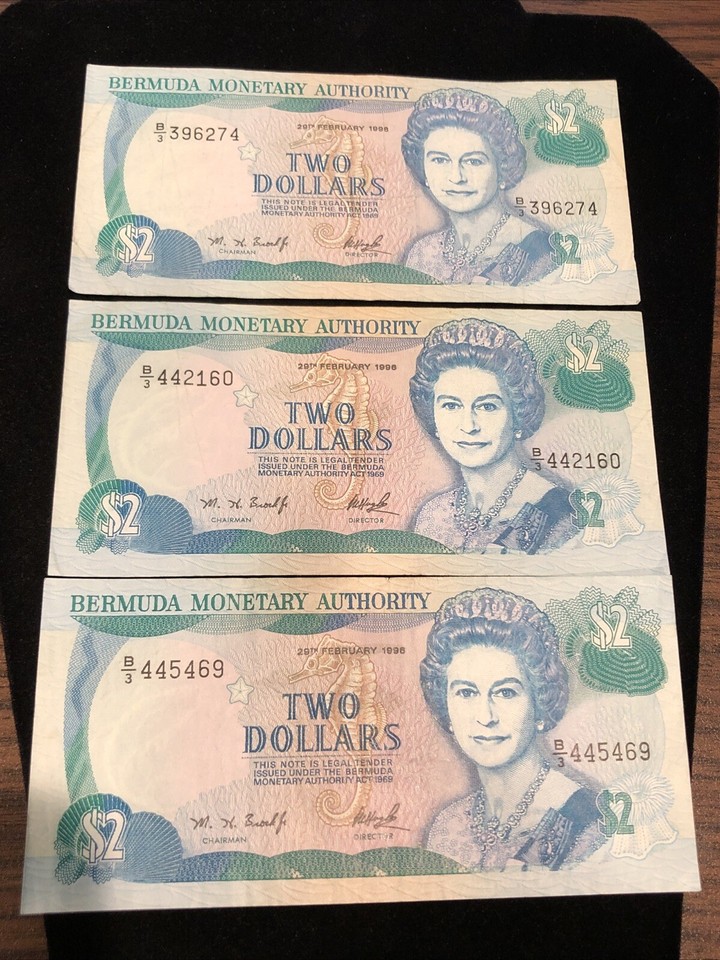 BERMUDA MONETARY AUTHORITY
$2
B/3 396274
29TH FEBRUARY 1996
TWO
DOLLARS
THIS NOTE IS LEGAL TENDER
ISSUED UNDER THE BERMUDA
MONETARY AUTHORITY ACT 1969
B/3 396274
$2
CHAIRMAN
DIRECTOR
$2
BERMUDA MONETARY AUTHORITY
$2
B/3 442160
29TH FEBRUARY 1996
TWO
DOLLARS
THIS NOTE IS LEGAL TENDER
ISSUED UNDER THE BERMUDA
MONETARY AUTHORITY ACT 1969
B/3 442160
$2
CHAIRMAN
DIRECTOR
$2
BERMUDA MONETARY AUTHORITY
$2
B/3 445469
29TH FEBRUARY 1996
TWO
DOLLARS
THIS NOTE IS LEGAL TENDER
ISSUED UNDER THE BERMUDA
MONETARY AUTHORITY ACT 1969
B/3 445469
$2
CHAIRMAN
DIRECTOR
$2